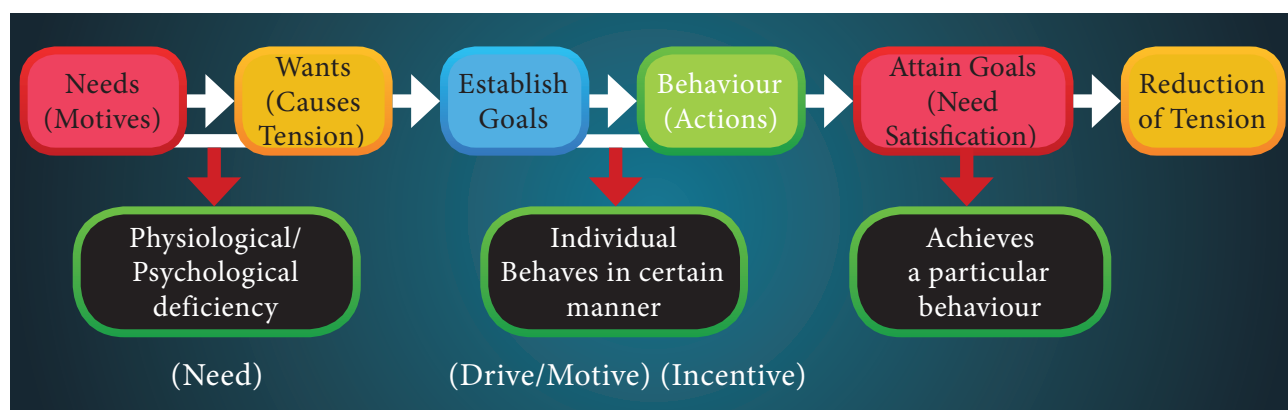 Needs
(Motives)
Wants
(Causes
Tension)
Establish
Goals
Behaviour
(Actions)
Attain Goals
(Need
Satisfication)
Reduction
of Tension
Physiological/
Psychological
deficiency
Individual
Behaves in certain
manner
Achieves
a particular
behaviour
(Need)
(Drive/Motive) (Incentive)